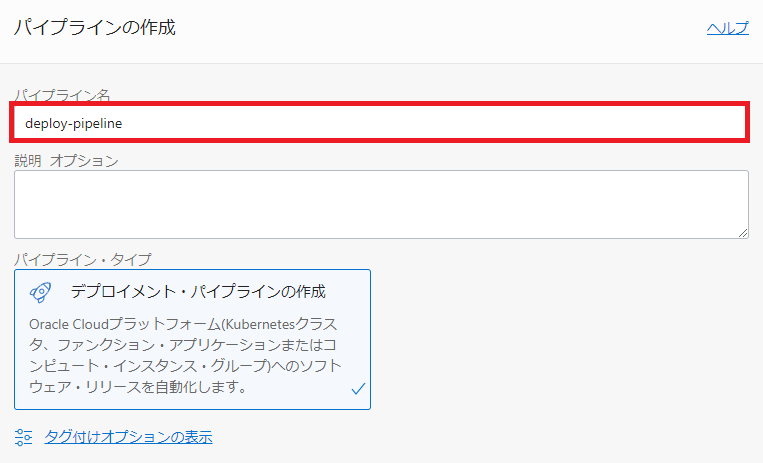 パイプラインの作成
ヘルプ
パイプライン名
deploy-pipeline
説明 オプション
パイプライン・タイプ
デプロイメント・パイプラインの作成
Oracle Cloudプラットフォーム(Kubernetesクラス
タ、ファンクション・アプリケーションまたはコ
ンピュート・インスタンス・グループ)へのソフト
ウェア・リリースを自動化します。
タグ付けオプションの表示